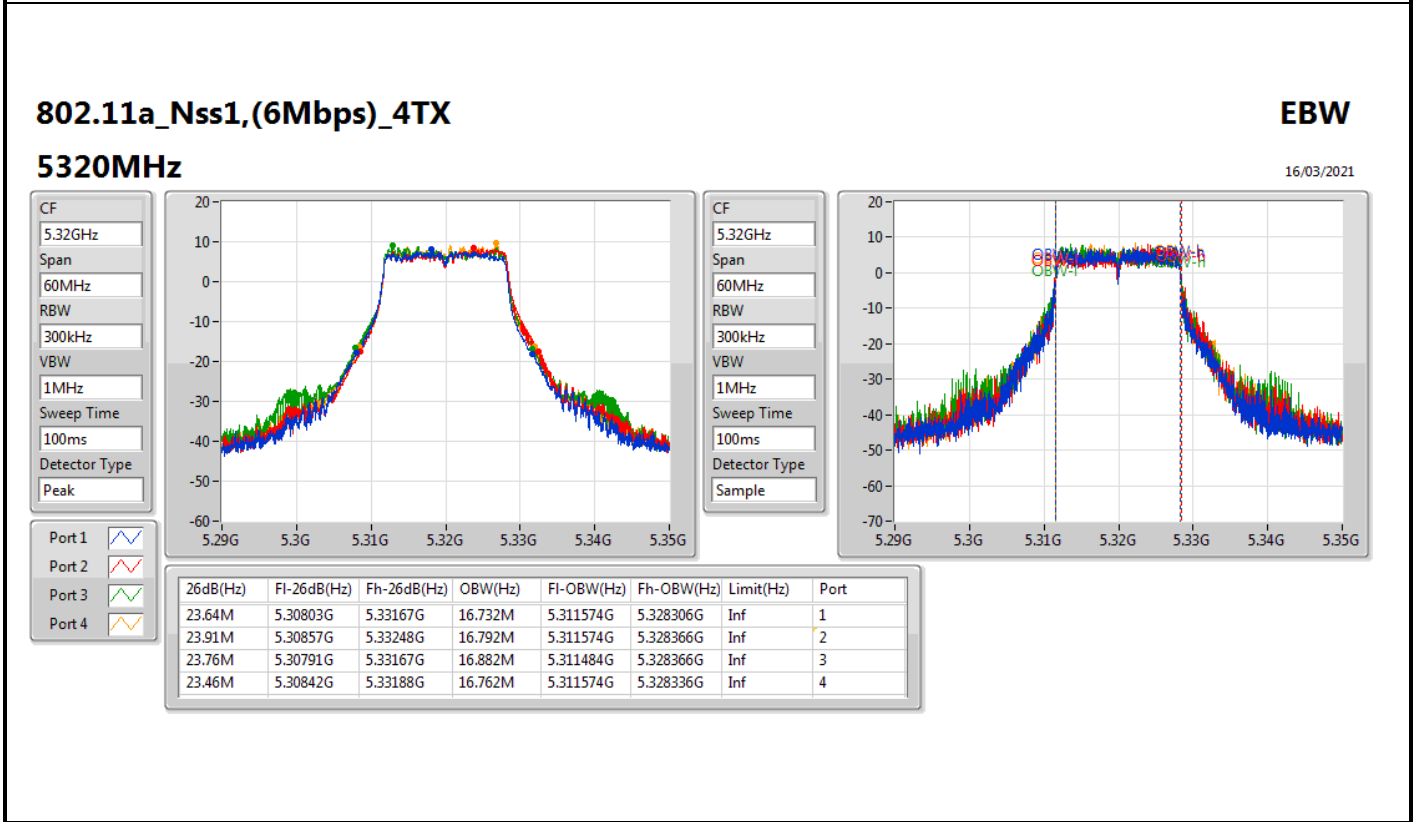 802.11a_Nss1,(6Mbps)_4TX
EBW
5320MHz
16/03/2021
CF
5.32GHz
Span
60MHz
RBW
300kHz
VBW
1MHz
Sweep Time
100ms
Detector Type
Peak
20
10
0
-10
-20
-30
-40
-50
-60
5.29G 5.3G 5.31G 5.32G 5.33G 5.34G 5.35G
CF
5.32GHz
Span
60MHz
RBW
300kHz
VBW
1MHz
Sweep Time
100ms
Detector Type
Sample
20
10
0
-10
-20
-30
-40
-50
-60
-70
5.29G 5.3G 5.31G 5.32G 5.33G 5.34G 5.35G
OBW-l
Port 1
Port 2
Port 3
Port 4
26dB(Hz) Fl-26dB(Hz) Fh-26dB(Hz) OBW(Hz) Fl-OBW(Hz) Fh-OBW(Hz) Limit(Hz) Port
23.64M 5.30803G 5.33167G 16.732M 5.311574G 5.328306G Inf 1
23.91M 5.30857G 5.33248G 16.792M 5.311574G 5.328366G Inf 2
23.76M 5.30791G 5.33167G 16.882M 5.311484G 5.328366G Inf 3
23.46M 5.30842G 5.33188G 16.762M 5.311574G 5.328336G Inf 4